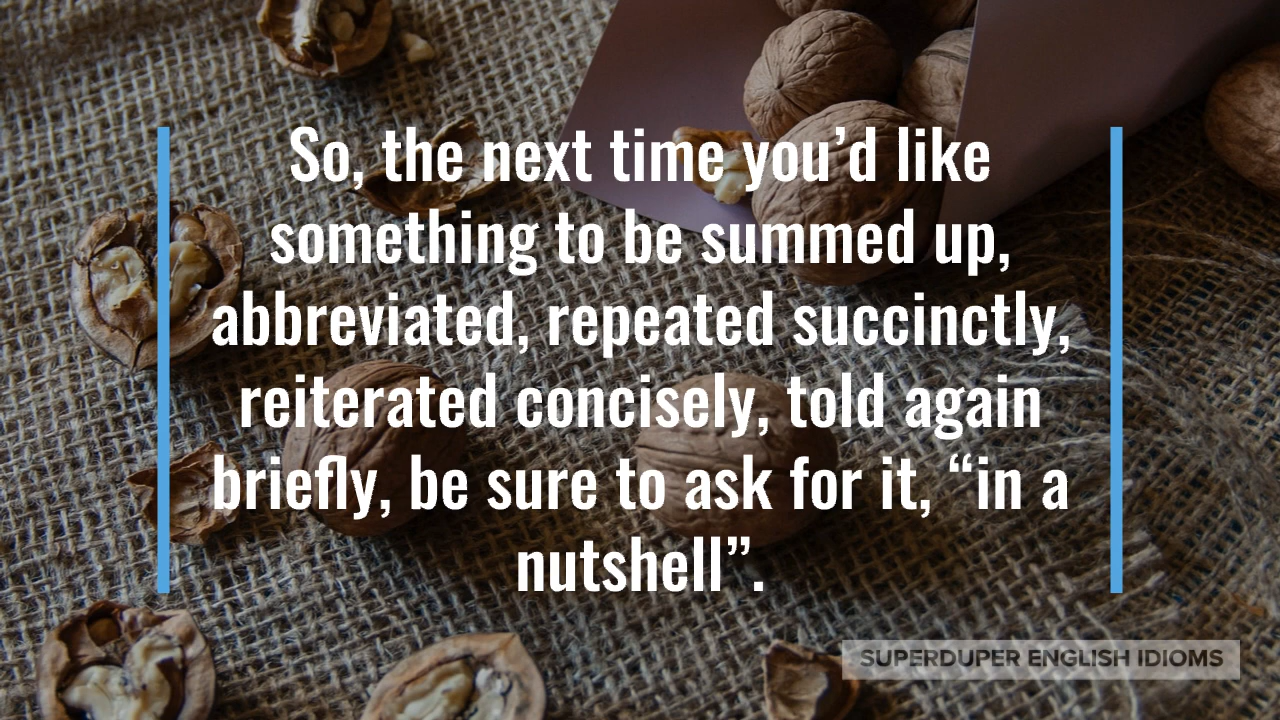 So, the next time you’d like
something to be summed up,
abbreviated, repeated succinctly,
reiterated concisely, told again
briefly, be sure to ask for it, “in a
nutshell”.
SUPERDUPER ENGLISH IDIOMS